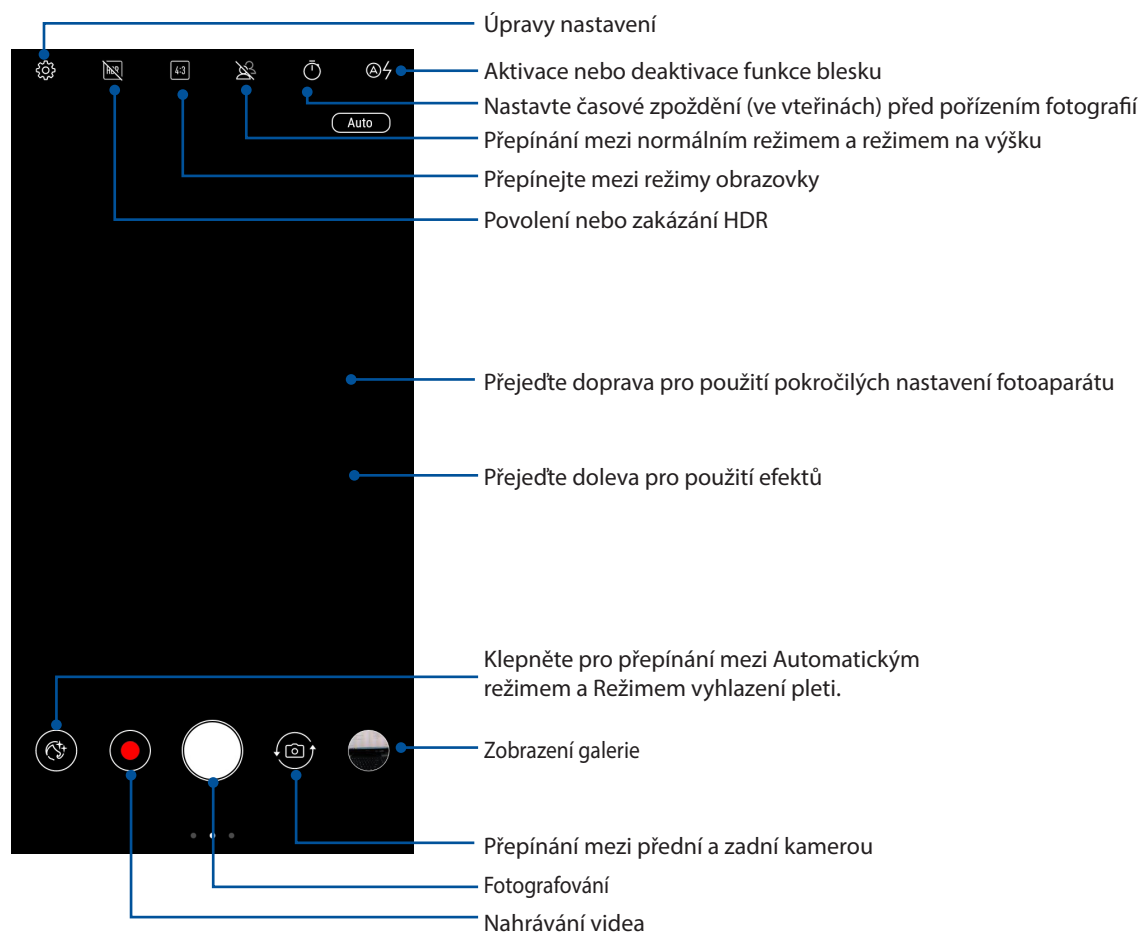 Úpravy nastavení
HDR
4:3
A
Aktivace nebo deaktivace funkce blesku
Nastavte časové zpoždění (ve vteřinách) před pořízením fotografií
Auto
Přepínání mezi normálním režimem a režimem na výšku
Přepínejte mezi režimy obrazovky
Povolení nebo zakázání HDR
Přejeďte doprava pro použití pokročilých nastavení fotoaparátu
Přejeďte doleva pro použití efektů
Klepněte pro přepínání mezi Automatickým
režimem a Režimem vyhlazení pleti.
Zobrazení galerie
Přepínání mezi přední a zadní kamerou
Fotografování
Nahrávání videa